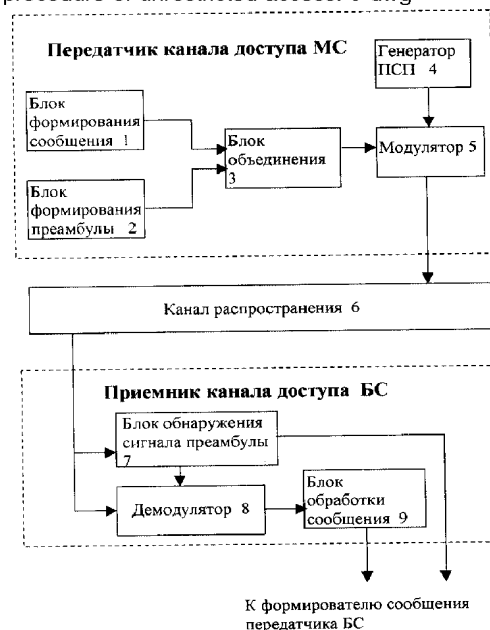 Передатчик канала доступа МС
Генератор
ПСП 4
Блок
формирования
сообщения 1
Блок
объединения
3
Модулятор 5
Блок
формирования
преамбулы 2
Канал распространения 6
Приемник канала доступа БС
Блок обнаружения
сигнала преамбулы
7
Демодулятор 8
Блок
обработки
сообщения 9
К формирователю сообщения
передатчика БС